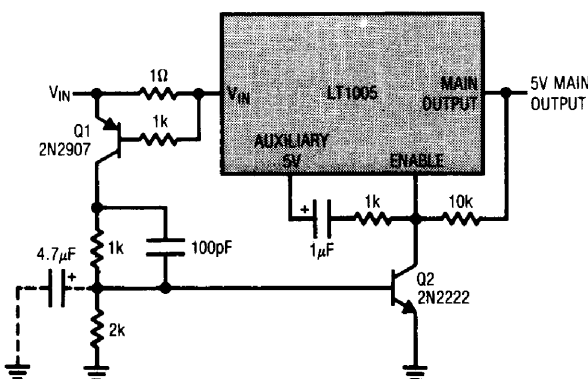 V_IN
1Ω
V_IN
LT1005
MAIN
OUTPUT
5V MAIN
OUTPUT
Q1
2N2907
1k
AUXILIARY
5V
ENABLE
+
1µF
1k
10k
4.7µF
+
1k
100pF
Q2
2N2222
2k